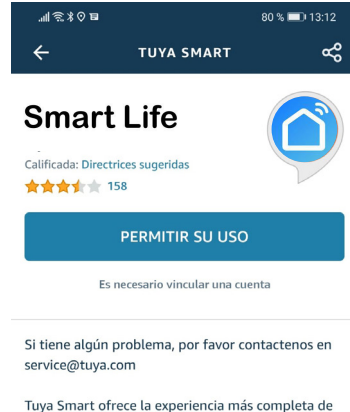 80 % 13:12
TUYA SMART
Smart Life
Calificada: Directrices sugeridas
158
PERMITIR SU USO
Es necesario vincular una cuenta
Si tiene algún problema, por favor contactenos en
service@tuya.com
Tuya Smart ofrece la experiencia más completa de